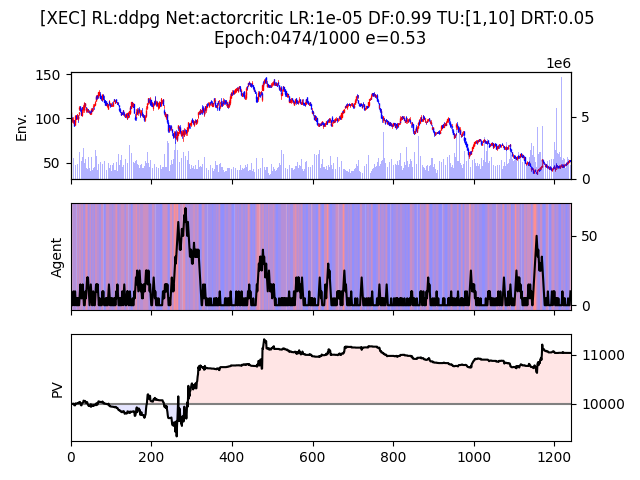 [XEC] RL:ddpg Net:actorcritic LR:1e-05 DF:0.99 TU:[1,10] DRT:0.05
Epoch:0474/1000 e=0.53
1e6
150
100
50
Env.
5
0
Agent
50
0
PV
11000
10000
0
200
400
600
800
1000
1200